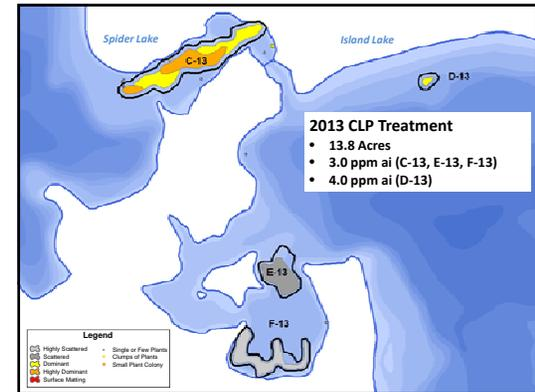 Spider Lake
Island Lake
C-13
D-13
2013 CLP Treatment
• 13.8 Acres
• 3.0 ppm ai (C-13, E-13, F-13)
• 4.0 ppm ai (D-13)
E-13
F-13
Legend
Highly Scattered
Scattered
Dominant
Highly Dominant
Surface Matting
Single or Few Plants
Clumps of Plants
Small Plant Colony